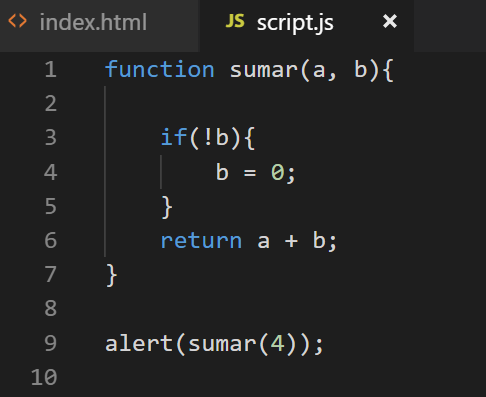 <> index.html JS script.js ×
1 function sumar(a, b){
2
3 if(!b){
4 b = 0;
5 }
6 return a + b;
7 }
8
9 alert(sumar(4));
10